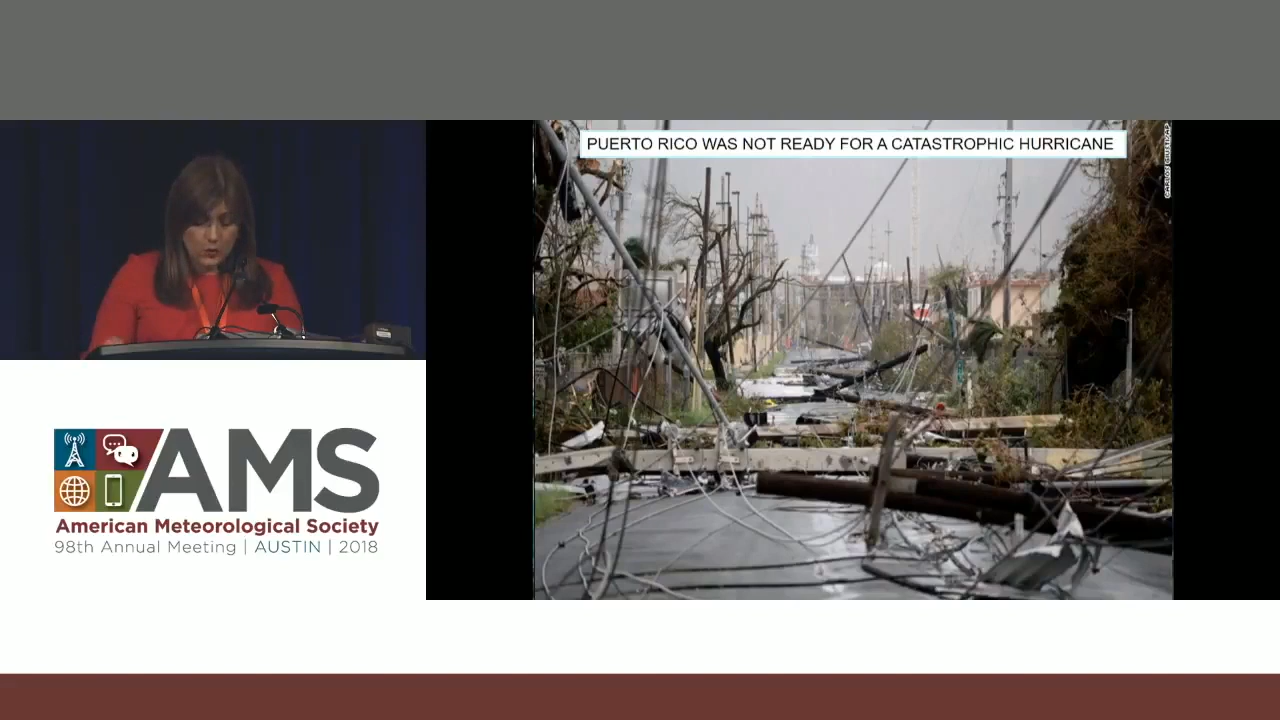 PUERTO RICO WAS NOT READY FOR A CATASTROPHIC HURRICANE
AMS
American Meteorological Society
98th Annual Meeting | AUSTIN | 2018